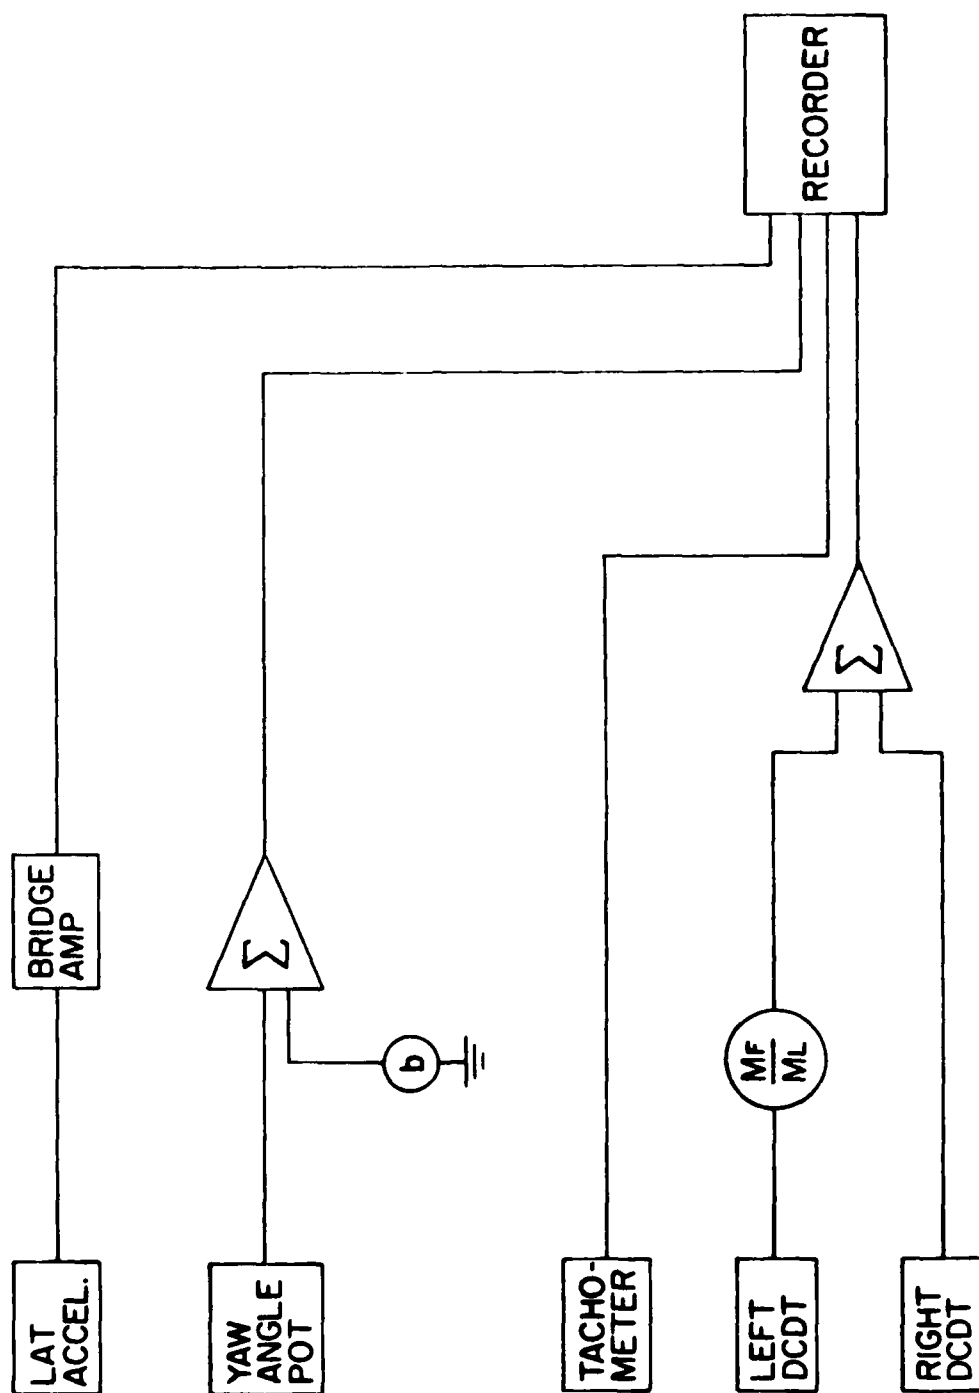 LAT
ACCEL.
BRIDGE
AMP
YAW
ANGLE
POT
Σ
b
TACHO-
METER
LEFT
DCDT
MF
ML
RIGHT
DCDT
Σ
RECORDER